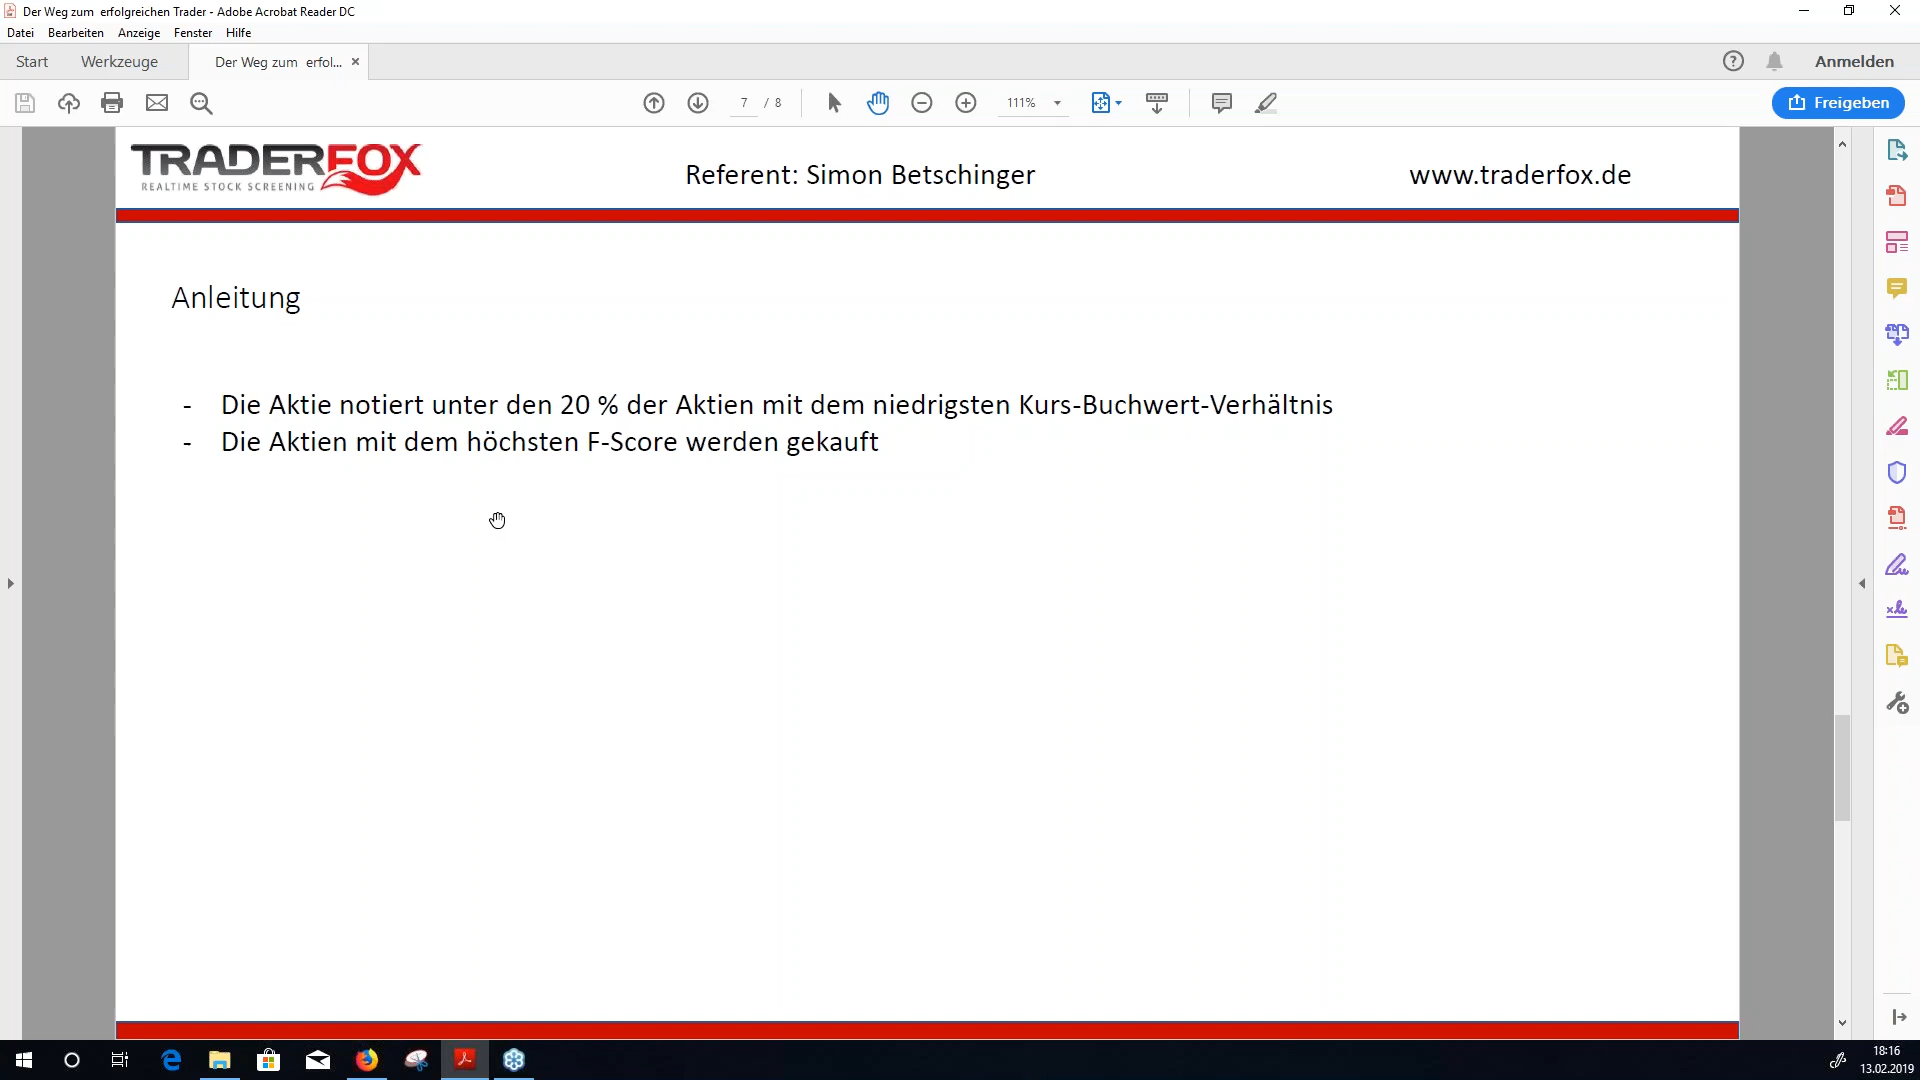 Der Weg zum  erfolgreichen Trader - Adobe Acrobat Reader DC
Datei Bearbeiten Anzeige Fenster Hilfe
Start Werkzeuge Der Weg zum  erfol... Anmelden
7 / 8 111% Freigeben
TRADERFOX
REALTIME STOCK SCREENING
Referent: Simon Betschinger
www.traderfox.de
Anleitung
- Die Aktie notiert unter den 20 % der Aktien mit dem niedrigsten Kurs-Buchwert-Verhältnis
- Die Aktien mit dem höchsten F-Score werden gekauft
18:16
13.02.2019